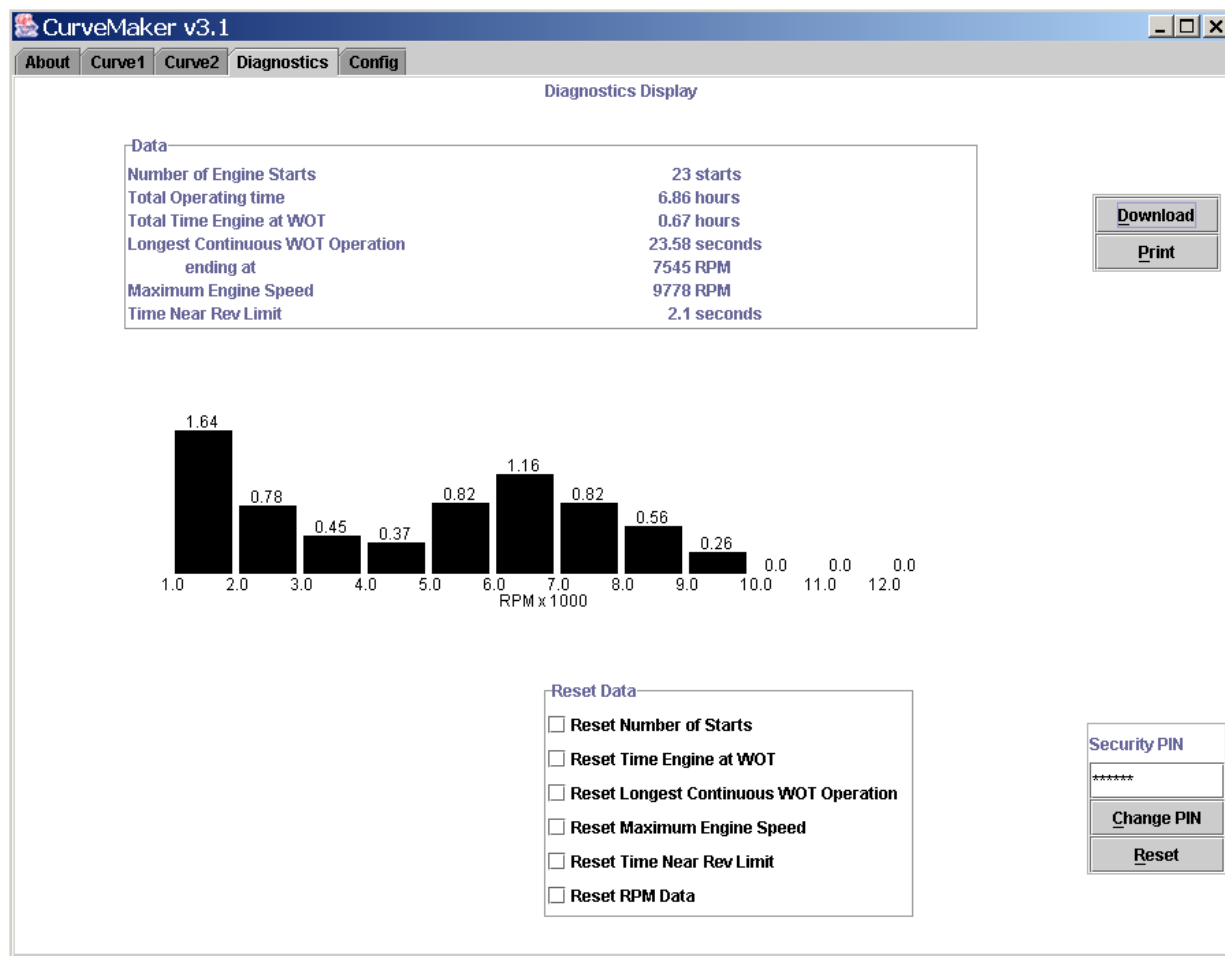 CurveMaker v3.1
About Curve1 Curve2 Diagnostics Config
Diagnostics Display
Data
Number of Engine Starts 23 starts
Total Operating time 6.86 hours
Total Time Engine at WOT 0.67 hours
Longest Continuous WOT Operation 23.58 seconds
ending at 7545 RPM
Maximum Engine Speed 9778 RPM
Time Near Rev Limit 2.1 seconds
Download
Print
1.64 0.78 0.45 0.37 0.82 1.16 0.82 0.56 0.26 0.0 0.0 0.0
1.0 2.0 3.0 4.0 5.0 6.0 7.0 8.0 9.0 10.0 11.0 12.0
RPM x 1000
Reset Data
Reset Number of Starts
Reset Time Engine at WOT
Reset Longest Continuous WOT Operation
Reset Maximum Engine Speed
Reset Time Near Rev Limit
Reset RPM Data
Security PIN
******
Change PIN
Reset